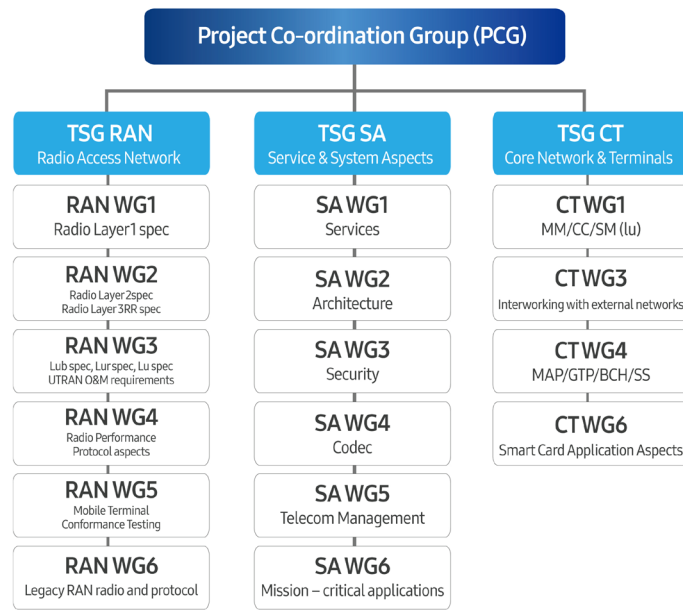 Project Co-ordination Group (PCG)
TSG RAN
Radio Access Network
RAN WG1
Radio Layer1 spec
RAN WG2
Radio Layer 2spec
Radio Layer 3RR spec
RAN WG3
Lub spec, Lur spec, Lu spec
UTRAN O&M requirements
RAN WG4
Radio Performance
Protocol aspects
RAN WG5
Mobile Terminal
Conformance Testing
RAN WG6
Legacy RAN radio and protocol
TSG SA
Service & System Aspects
SA WG1
Services
SA WG2
Architecture
SA WG3
Security
SA WG4
Codec
SA WG5
Telecom Management
SA WG6
Mission – critical applications
TSG CT
Core Network & Terminals
CT WG1
MM/CC/SM (lu)
CT WG3
Interworking with external networks
CT WG4
MAP/GTP/BCH/SS
CT WG6
Smart Card Application Aspects